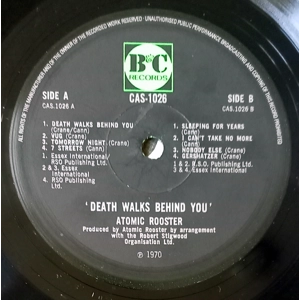 ALL RIGHTS OF THE MANUFACTURER AND OF THE OWNER OF THE RECORDED WORK RESERVED · UNAUTHORISED PUBLIC PERFORMANCE BROADCASTING AND COPYING OF THIS RECORD PROHIBITED
B&C
RECORDS
SIDE A
CAS-1026
SIDE B
CAS.1026 A
CAS.1026 B
1. DEATH WALKS BEHIND YOU
(Crane/Cann)
2. VUG (Crane)
3. TOMORROW NIGHT (Crane)
4. 7 STREETS (Cann)
1. Essex International/
RSO Publishing Ltd.
2 & 3. Essex
International
4. RSO Publishing Ltd.
1. SLEEPING FOR YEARS
(Cann)
2. I CAN'T TAKE NO MORE
(Cann)
3. NOBODY ELSE (Crane/Cann)
4. GERSHATZER (Crane)
1 & 2. R.S.O. Publishing Ltd.
3 & 4. Essex International
'DEATH WALKS BEHIND YOU'
ATOMIC ROOSTER
Produced by Atomic Rooster by arrangement
with the Robert Stigwood
Organisation Ltd.
℗ 1970